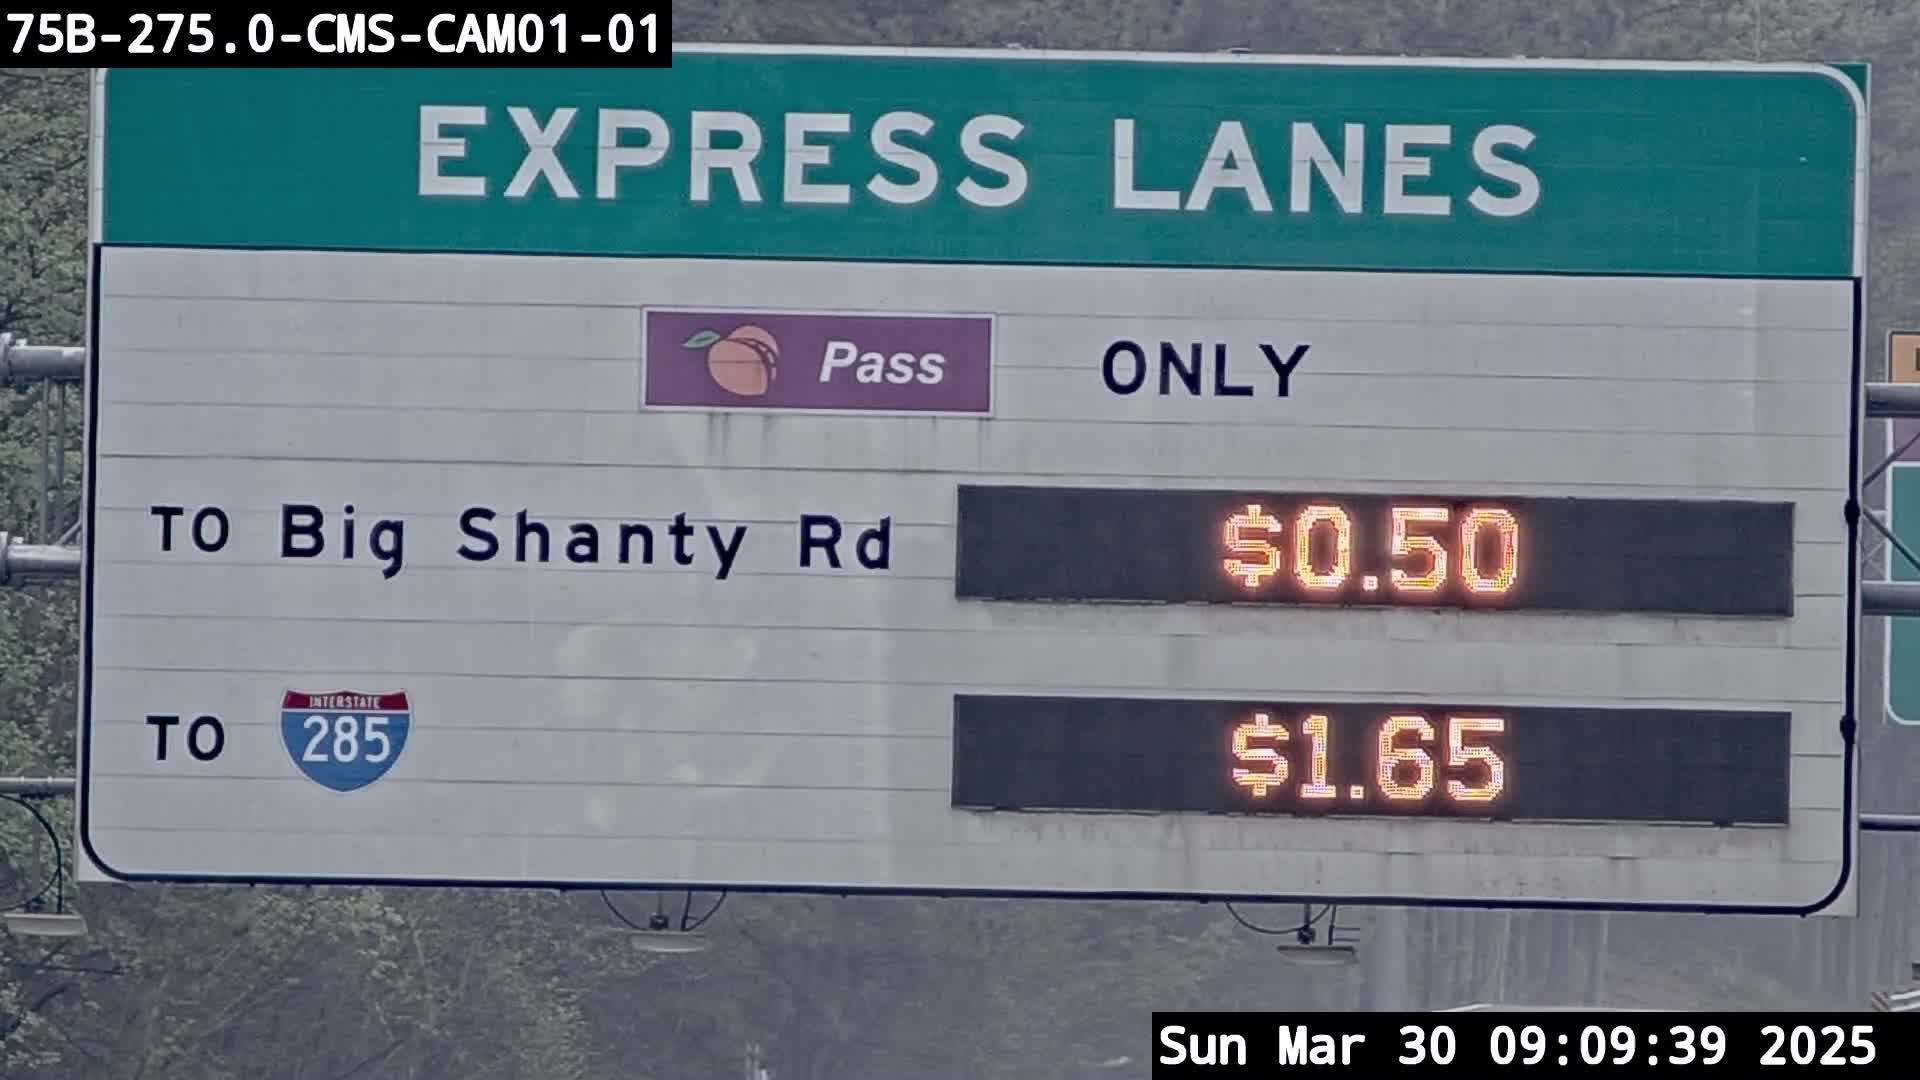 75B-275.0-CMS-CAM01-01
EXPRESS LANES
Pass ONLY
TO Big Shanty Rd $0.50
INTERSTATE
TO 285 $1.65
Sun Mar 30 09:09:39 2025